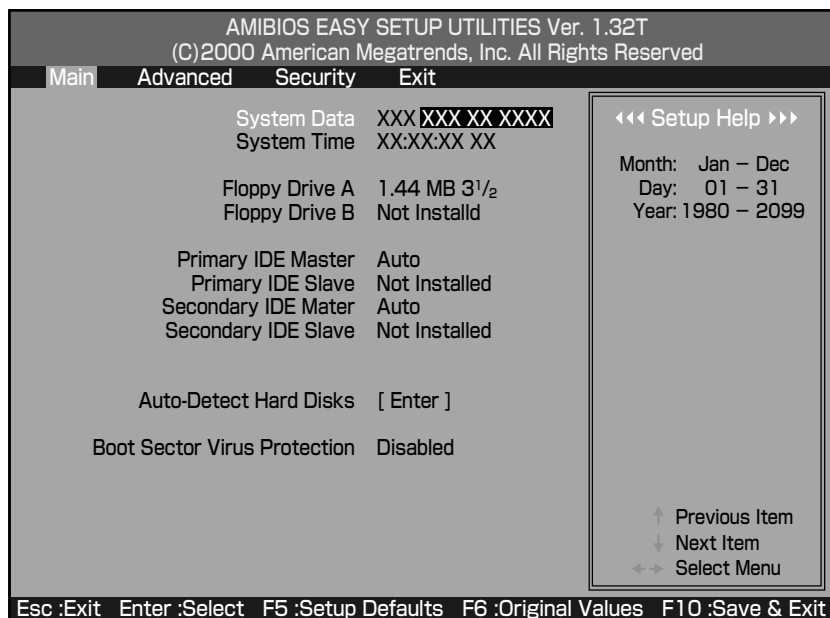 AMIBIOS EASY SETUP UTILITIES Ver. 1.32T
(C)2000 American Megatrends, Inc. All Rights Reserved
Main Advanced Security Exit
System Data XXX XXX XX XXXX
System Time XX:XX:XX XX
Floppy Drive A 1.44 MB 3 1/2
Floppy Drive B Not Installd
Primary IDE Master Auto
Primary IDE Slave Not Installed
Secondary IDE Mater Auto
Secondary IDE Slave Not Installed
Auto-Detect Hard Disks [ Enter ]
Boot Sector Virus Protection Disabled
Setup Help
Month: Jan – Dec
Day: 01 – 31
Year: 1980 – 2099
Previous Item
Next Item
Select Menu
Esc :Exit Enter :Select F5 :Setup Defaults F6 :Original Values F10 :Save & Exit